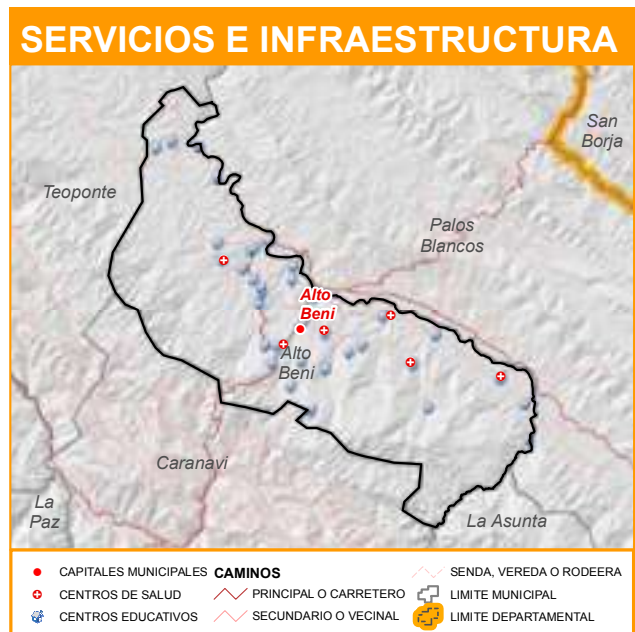 SERVICIOS E INFRAESTRUCTURA
San
Borja
Teoponte
Palos
Blancos
Alto
Beni
Alto
Beni
Caranavi
La
Paz
La Asunta
CAPITALES MUNICIPALES
CENTROS DE SALUD
CENTROS EDUCATIVOS
CAMINOS
PRINCIPAL O CARRETERO
SECUNDARIO O VECINAL
SENDA, VEREDA O RODEERA
LIMITE MUNICIPAL
LIMITE DEPARTAMENTAL